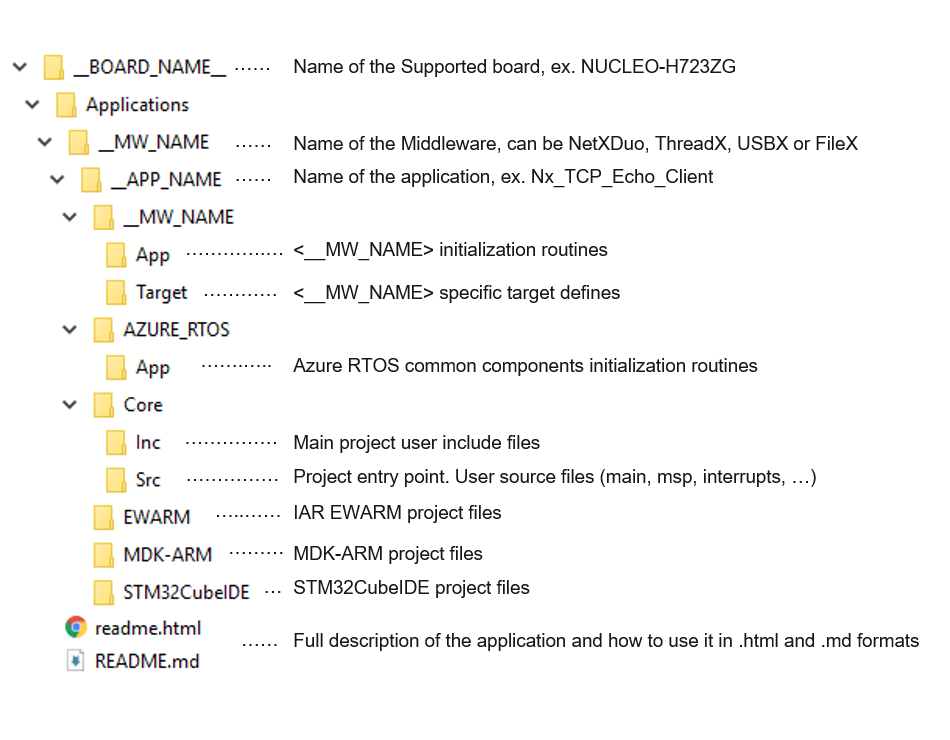 __BOARD_NAME__ ...... Name of the Supported board, ex. NUCLEO-H723ZG
Applications
__MW_NAME ...... Name of the Middleware, can be NetXDuo, ThreadX, USBX or FileX
__APP_NAME ...... Name of the application, ex. Nx_TCP_Echo_Client
__MW_NAME
App ................ <__MW_NAME> initialization routines
Target ............ <__MW_NAME> specific target defines
AZURE_RTOS
App ............ Azure RTOS common components initialization routines
Core
Inc ............... Main project user include files
Src ............... Project entry point. User source files (main, msp, interrupts, …)
EWARM ........... IAR EWARM project files
MDK-ARM ......... MDK-ARM project files
STM32CubeIDE ... STM32CubeIDE project files
readme.html
...... Full description of the application and how to use it in .html and .md formats
README.md